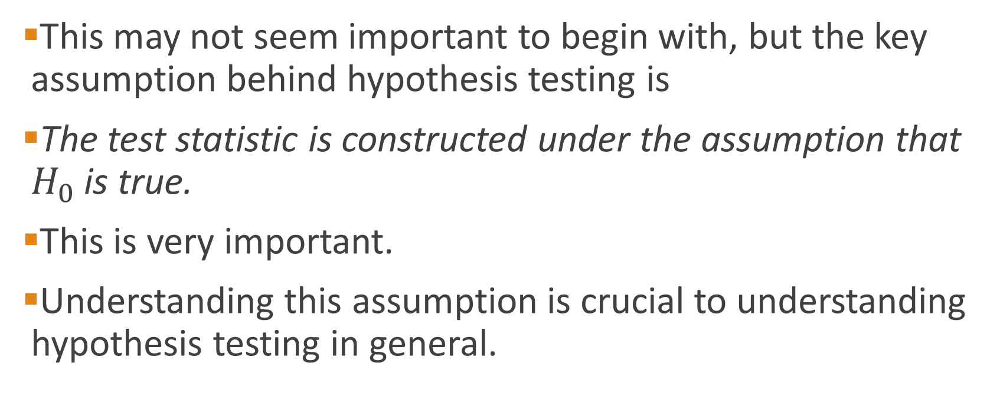 ▪This may not seem important to begin with, but the key
assumption behind hypothesis testing is
▪The test statistic is constructed under the assumption that
H₀ is true.
▪This is very important.
▪Understanding this assumption is crucial to understanding
hypothesis testing in general.